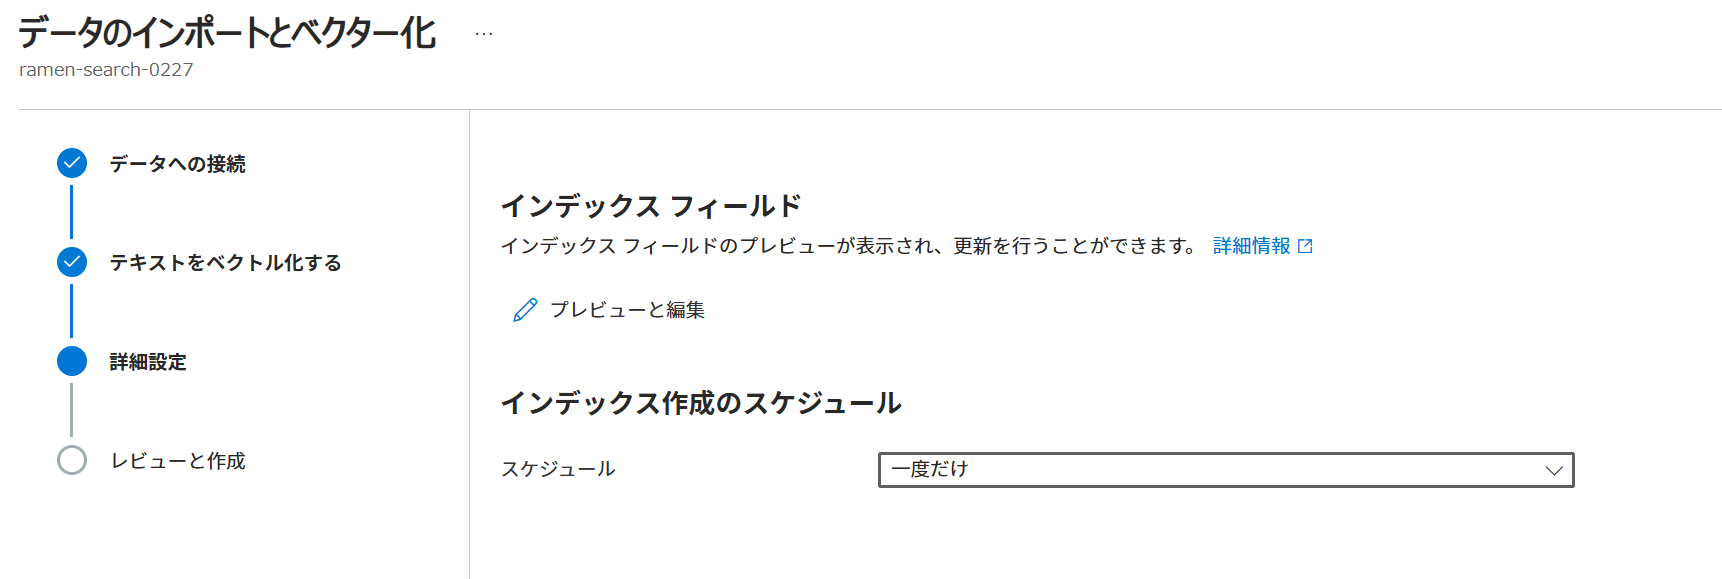 データのインポートとベクター化 …
ramen-search-0227
データへの接続
テキストをベクトル化する
詳細設定
レビューと作成
インデックス フィールド
インデックス フィールドのプレビューが表示され、更新を行うことができます。 詳細情報
プレビューと編集
インデックス作成のスケジュール
スケジュール 一度だけ